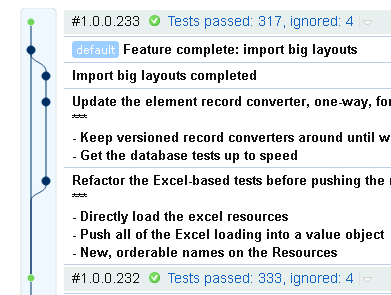 #1.0.0.233 Tests passed: 317, ignored: 4
default Feature complete: import big layouts
Import big layouts completed
Update the element record converter, one-way, fo
***
- Keep versioned record converters around until w
- Get the database tests up to speed
Refactor the Excel-based tests before pushing the
***
- Directly load the excel resources
- Push all of the Excel loading into a value object
- New, orderable names on the Resources
#1.0.0.232 Tests passed: 333, ignored: 4